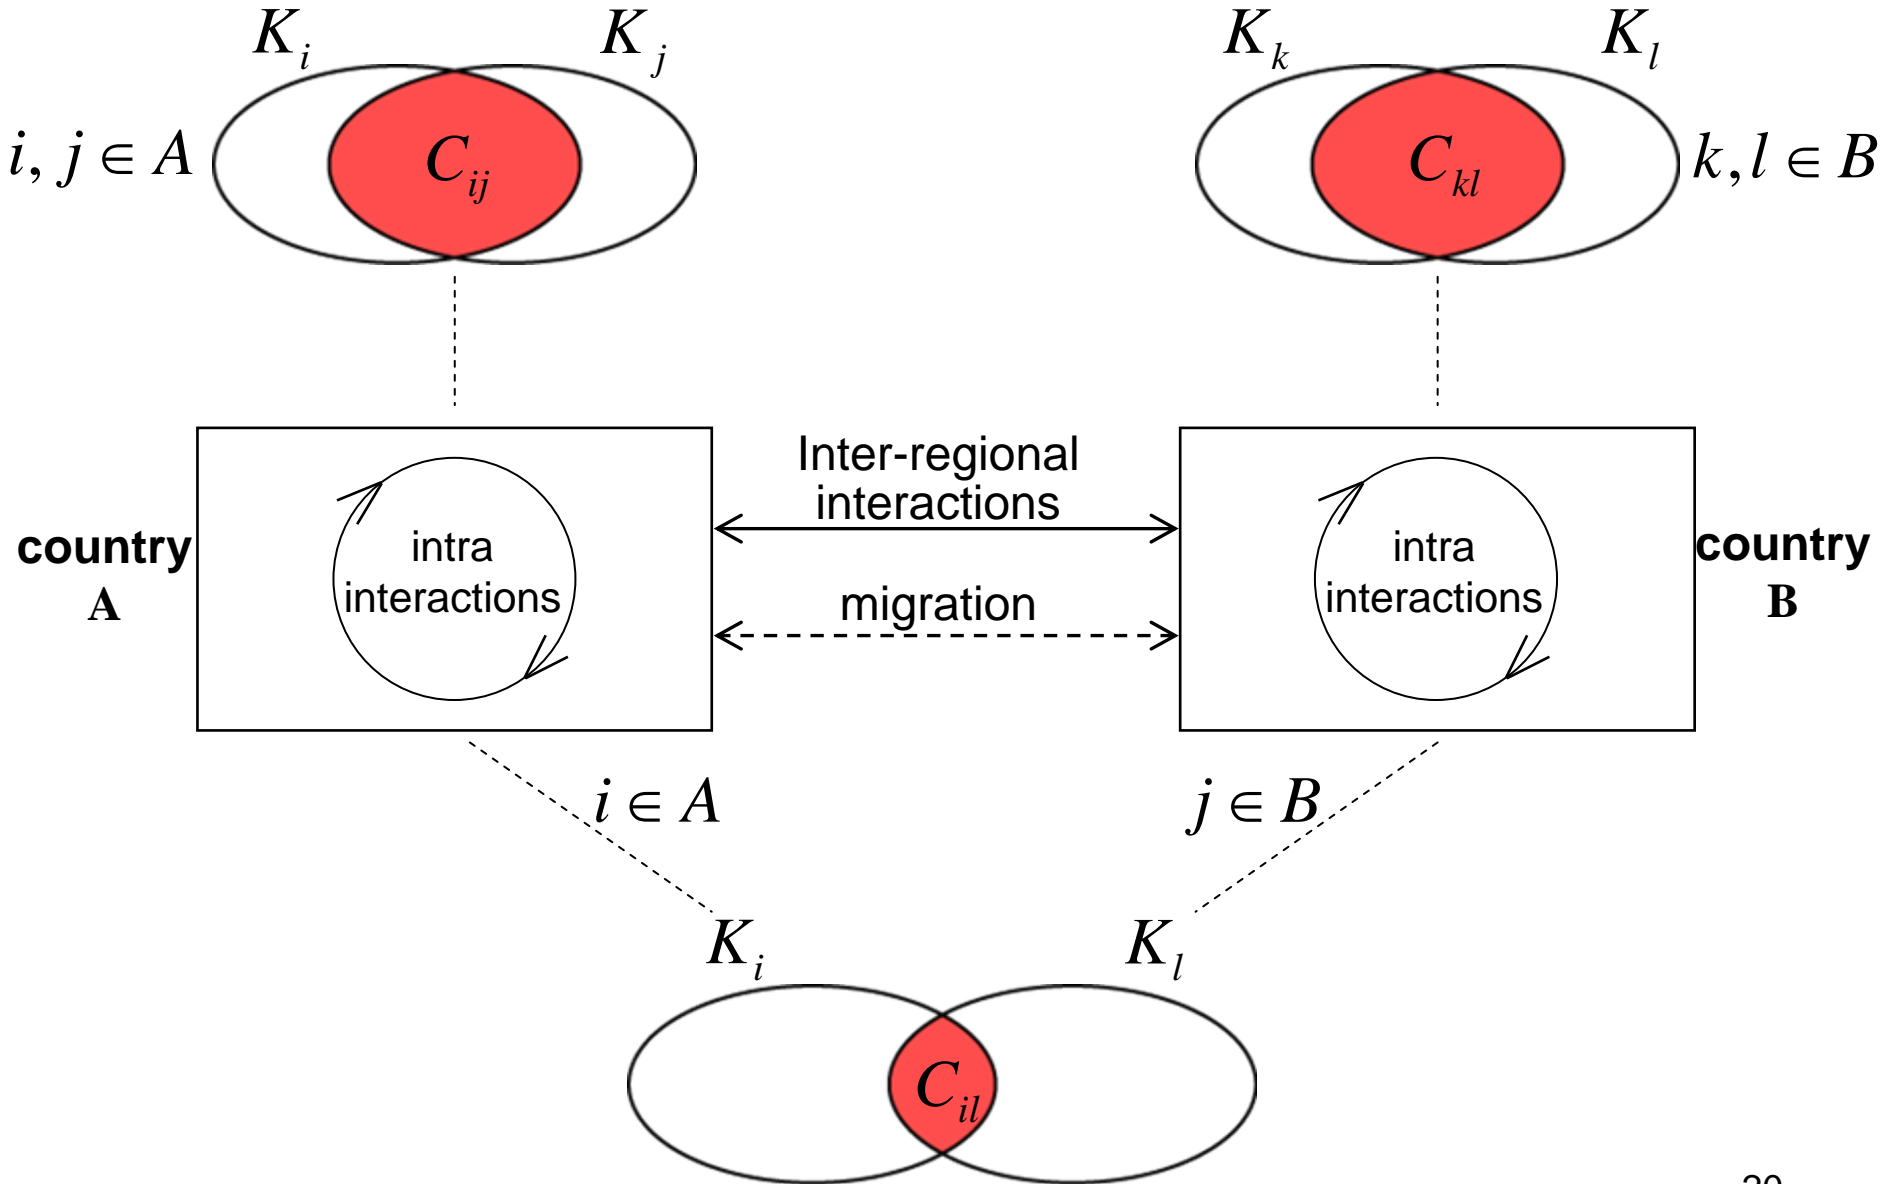 K_i K_j K_k K_l
i, j ∈ A C_ij C_kl k, l ∈ B
Inter-regional
interactions
country
A
intra
interactions
migration
intra
interactions
country
B
i ∈ A j ∈ B
K_i K_l
C_il